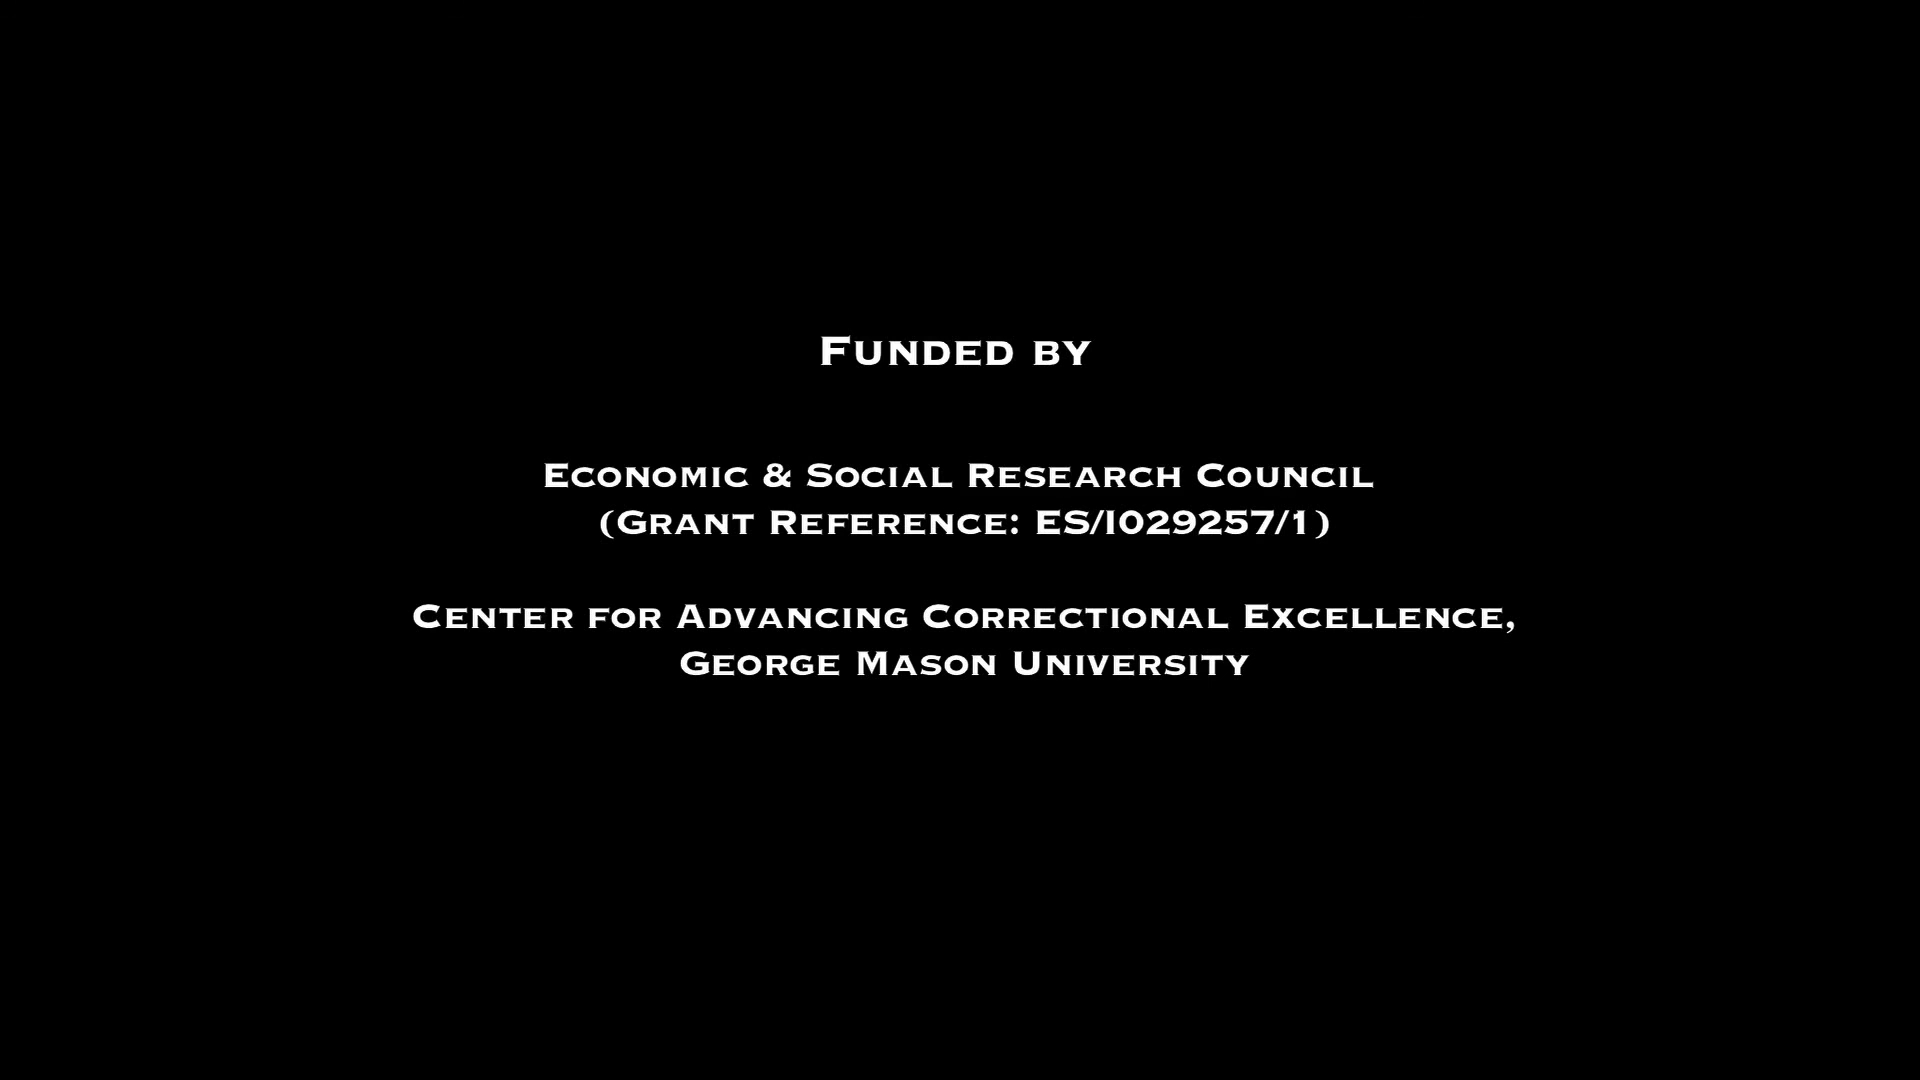 Funded by
Economic & Social Research Council
(Grant Reference: ES/I029257/1)
Center for Advancing Correctional Excellence,
George Mason University